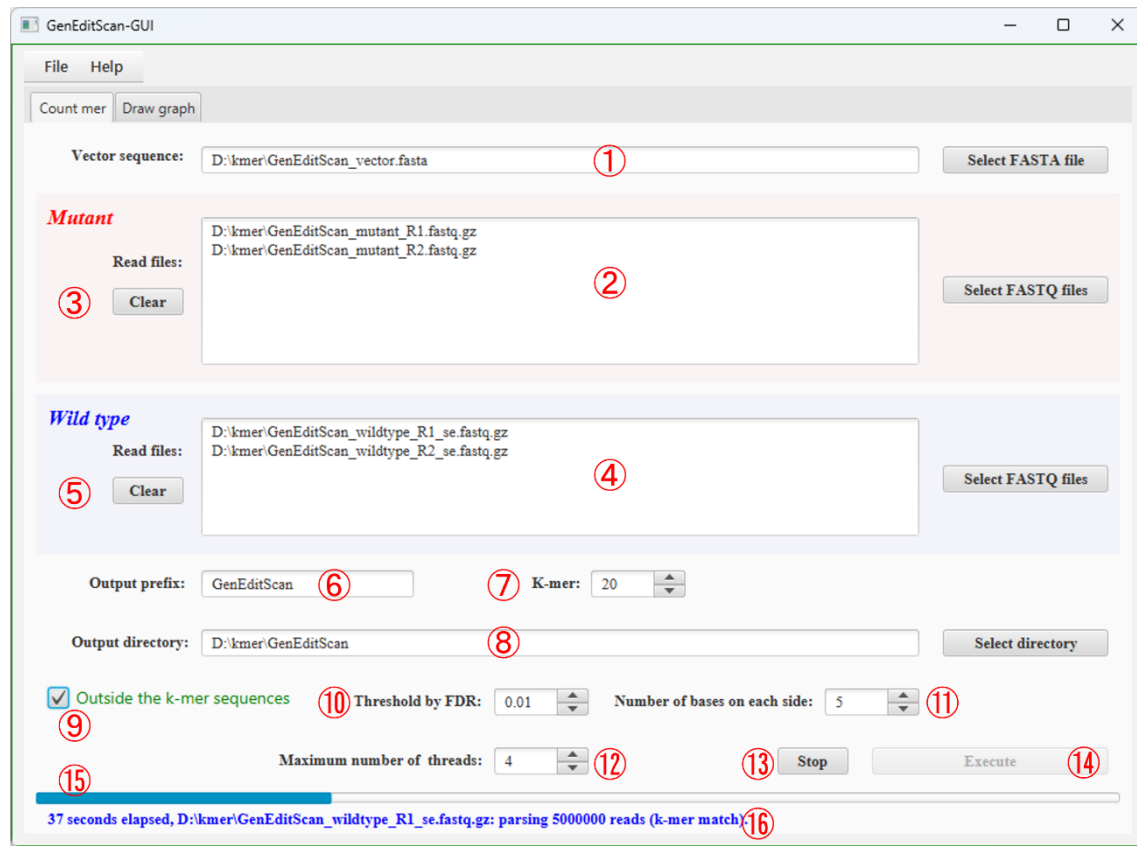 GenEditScan-GUI
File Help
Count mer Draw graph
Vector sequence: D:\kmer\GenEditScan_vector.fasta ① Select FASTA file
Mutant
D:\kmer\GenEditScan_mutant_R1.fastq.gz
D:\kmer\GenEditScan_mutant_R2.fastq.gz
Read files:
② Select FASTQ files
③ Clear
Wild type
D:\kmer\GenEditScan_wildtype_R1_se.fastq.gz
D:\kmer\GenEditScan_wildtype_R2_se.fastq.gz
Read files:
④ Select FASTQ files
⑤ Clear
Output prefix: GenEditScan ⑥ ⑦ K-mer: 20
Output directory: D:\kmer\GenEditScan ⑧ Select directory
Outside the k-mer sequences ⑩ Threshold by FDR: 0.01 Number of bases on each side: 5 ⑪
⑨
Maximum number of threads: 4 ⑫ ⑬ Stop Execute ⑭
⑮
37 seconds elapsed, D:\kmer\GenEditScan_wildtype_R1_se.fastq.gz: parsing 5000000 reads (k-mer match). ⑯